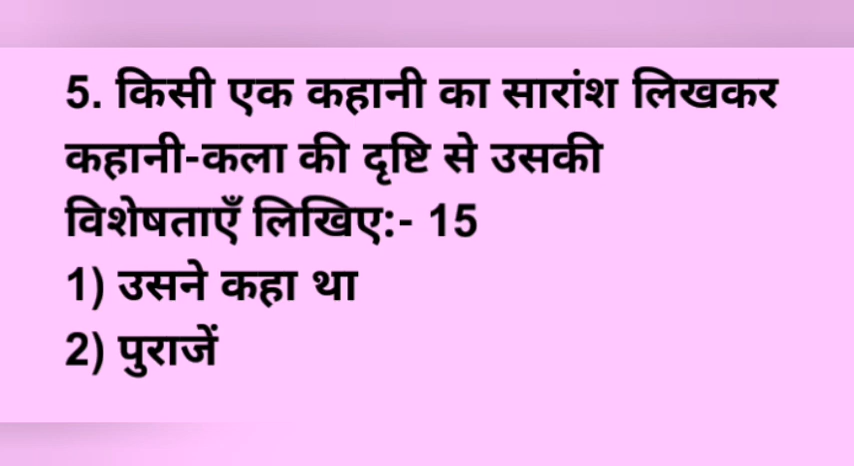 5. किसी एक कहानी का सारांश लिखकर
कहानी-कला की दृष्टि से उसकी
विशेषताएँ लिखिए:- 15
1) उसने कहा था
2) पुराजें